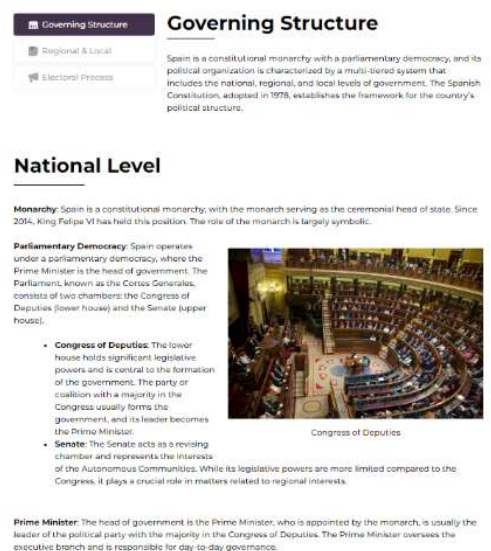 Governing Structure
Regional & Local
Electoral Process
Governing Structure
Spain is a constitutional monarchy with a parliamentary democracy, and its
political organization is characterized by a multi-tiered system that
includes the national, regional, and local levels of government. The Spanish
Constitution, adopted in 1978, establishes the framework for the country's
political structure.
National Level
Monarchy: Spain is a constitutional monarchy, with the monarch serving as the ceremonial head of state. Since
2014, King Felipe VI has held this position. The role of the monarch is largely symbolic.
Parliamentary Democracy: Spain operates
under a parliamentary democracy, where the
Prime Minister is the head of government. The
Parliament, known as the Cortes Generales,
consists of two chambers: the Congress of
Deputies (lower house) and the Senate (upper
house).
• Congress of Deputies: The lower
house holds significant legislative
powers and is central to the formation
of the government. The party or
coalition with a majority in the
Congress usually forms the
government, and its leader becomes
the Prime Minister.
• Senate: The Senate acts as a revising
chamber and represents the interests
of the Autonomous Communities. While its legislative powers are more limited compared to the
Congress, it plays a crucial role in matters related to regional interests.
Congress of Deputies
Prime Minister: The head of government is the Prime Minister, who is appointed by the monarch, is usually the
leader of the political party with the majority in the Congress of Deputies. The Prime Minister oversees the
executive branch and is responsible for day-to-day governance.